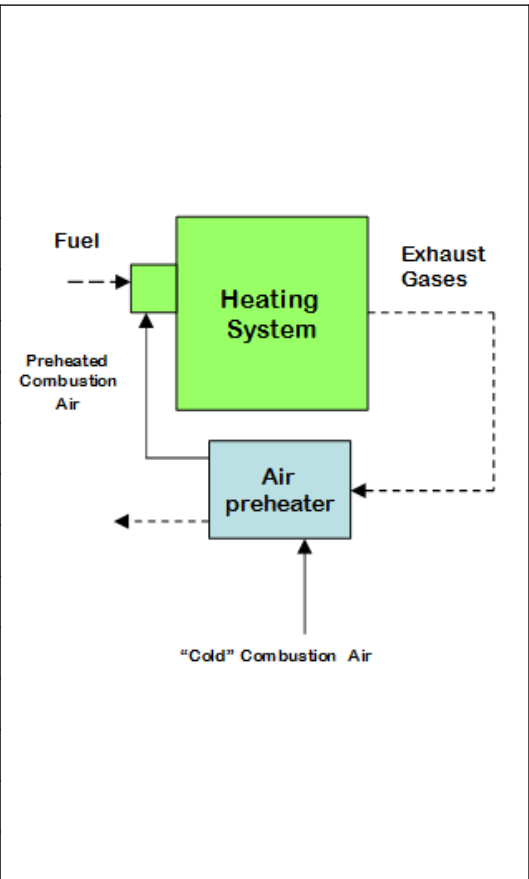 Fuel
Exhaust
Gases
Heating
System
Preheated
Combustion
Air
Air
preheater
“Cold” Combustion Air